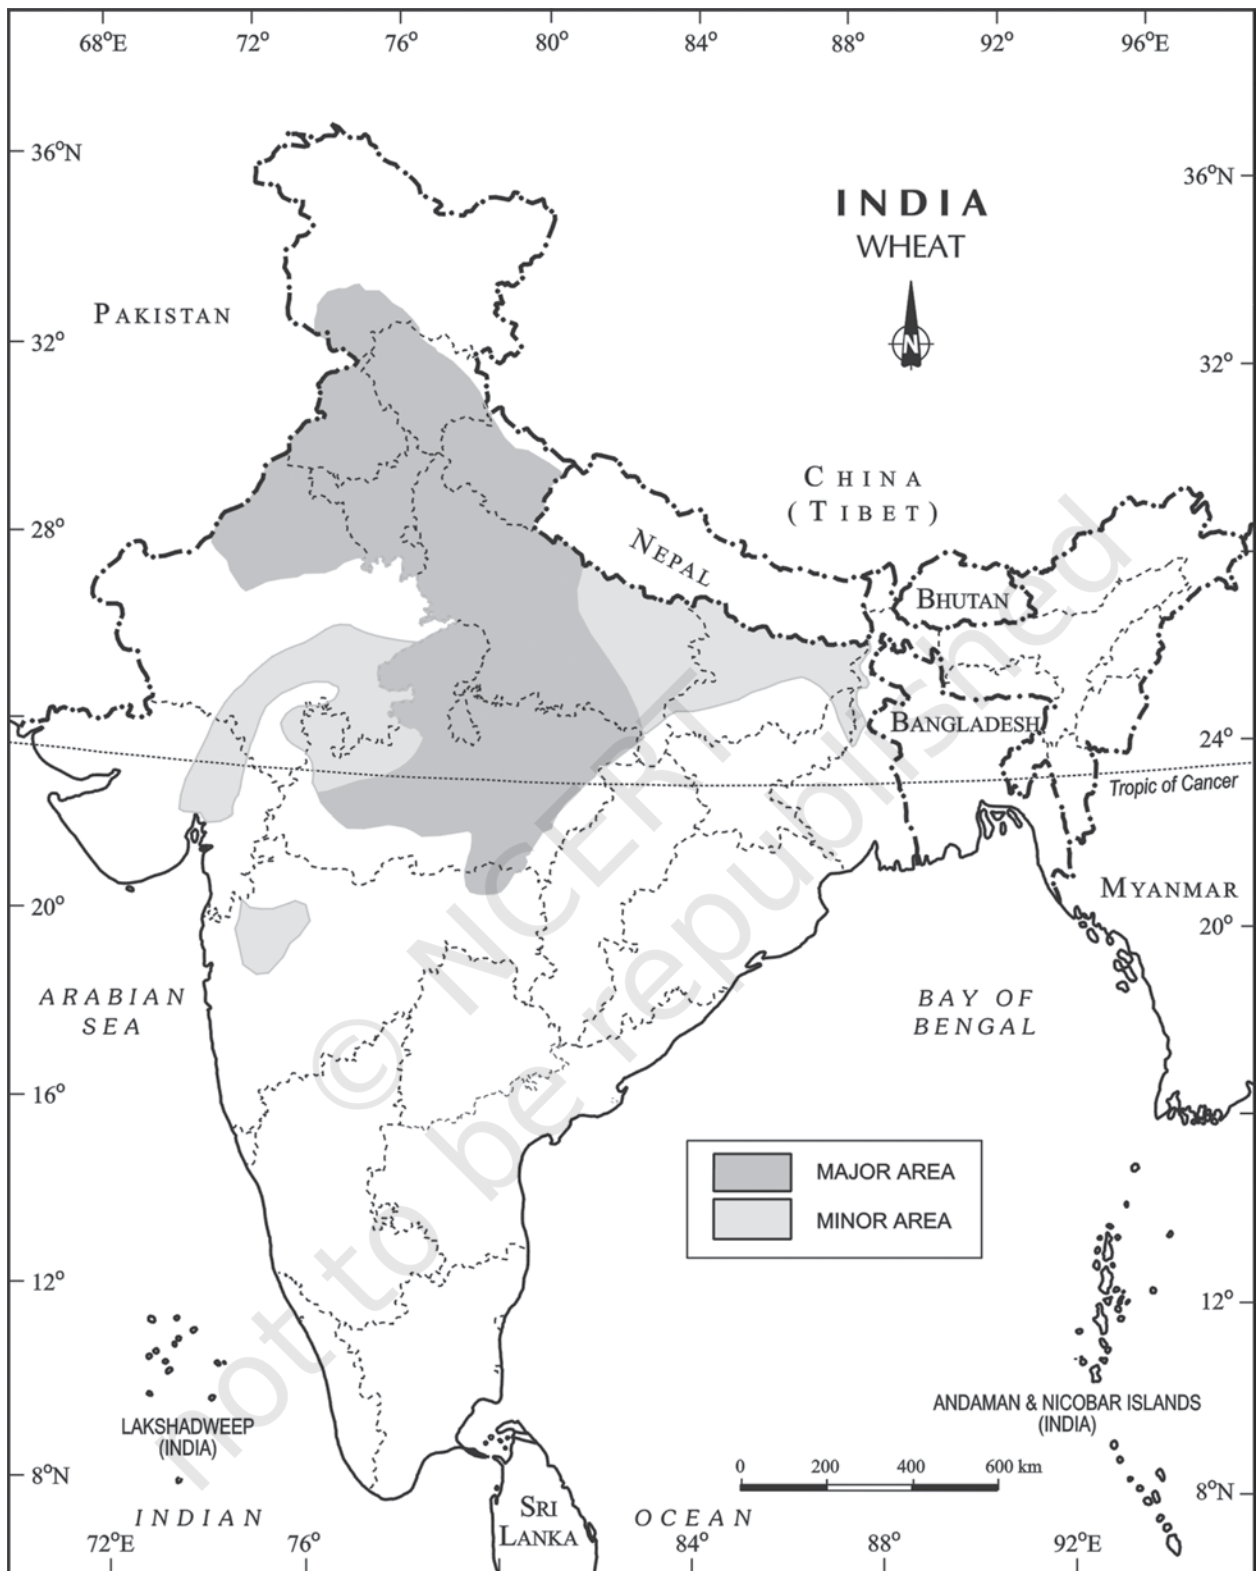 68°E 72° 76° 80° 84° 88° 92° 96°E
36°N
36°N
INDIA
WHEAT
N
PAKISTAN
32°
32°
CHINA
(TIBET)
28°
NEPAL
BHUTAN
BANGLADESH
24°
Tropic of Cancer
MYANMAR
20°
20°
ARABIAN
SEA
BAY OF
BENGAL
16°
MAJOR AREA
MINOR AREA
12°
12°
LAKSHADWEEP
(INDIA)
ANDAMAN & NICOBAR ISLANDS
(INDIA)
0 200 400 600 km
8°N
8°N
SRI
LANKA
INDIAN OCEAN
72°E 76° 84° 88° 92°E
© NCERT
not to be republished